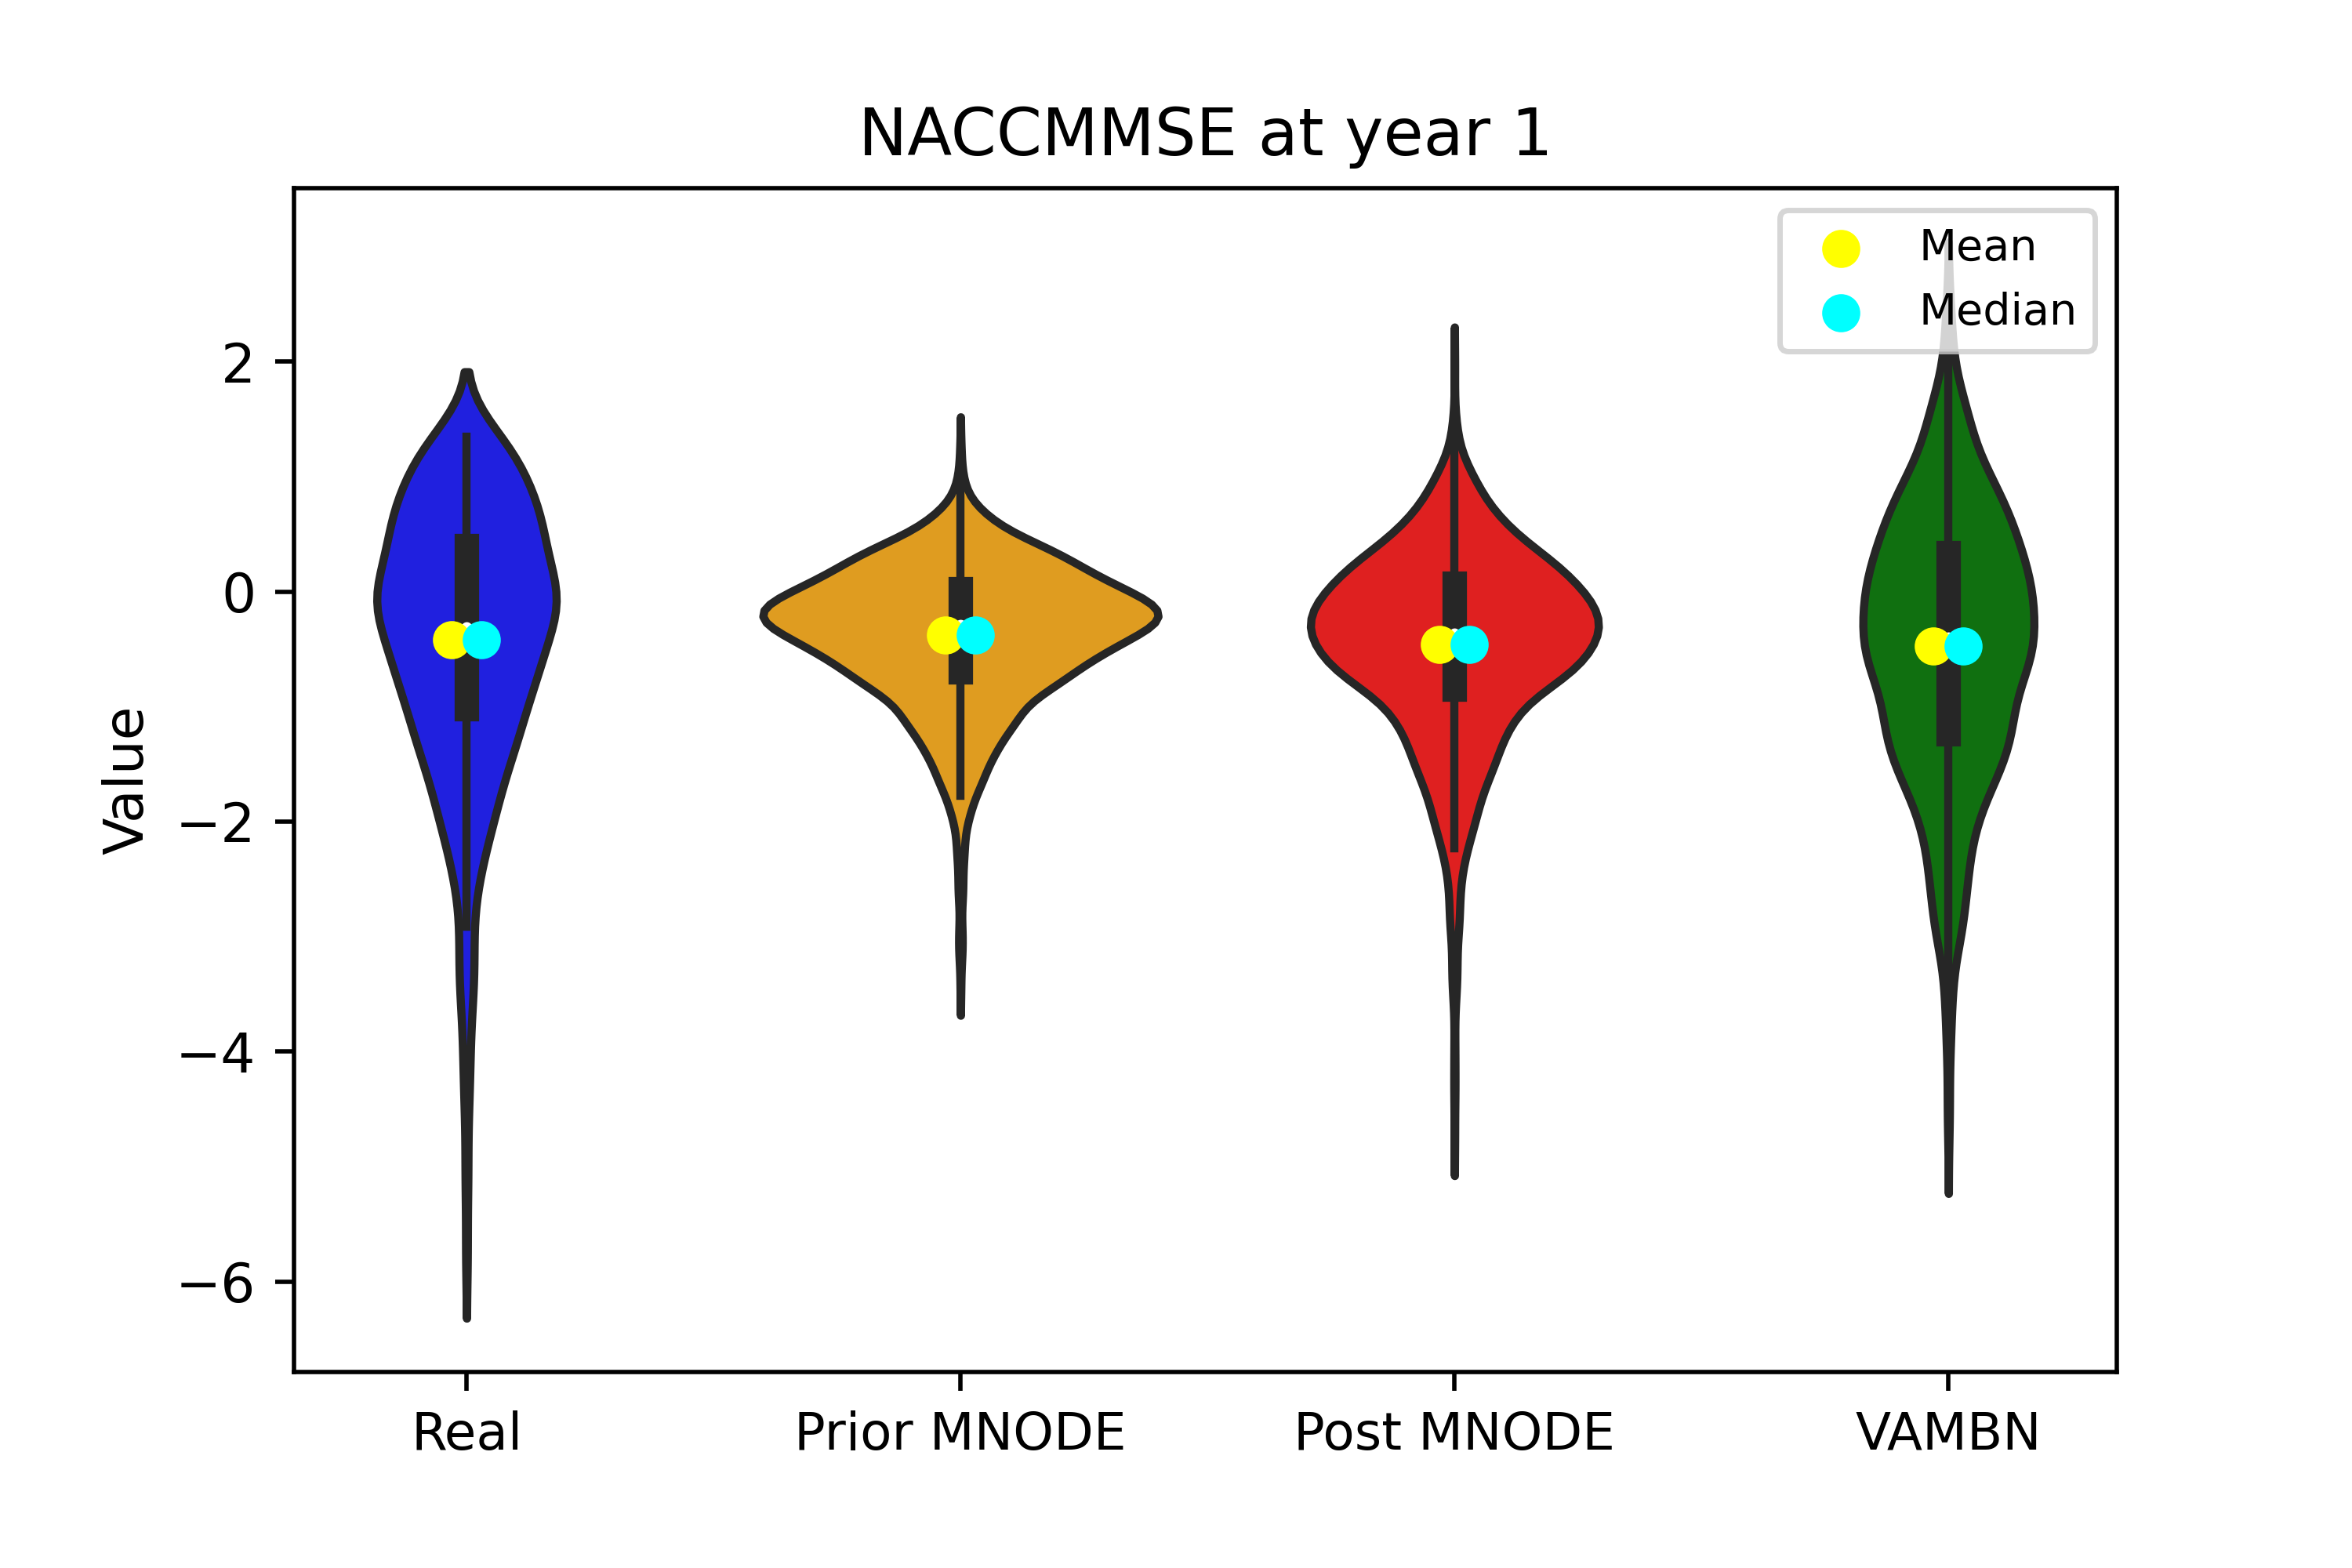 NACCMMSE at year 1
Mean
Median
Value
2
0
−2
−4
−6
Real
Prior MNODE
Post MNODE
VAMBN